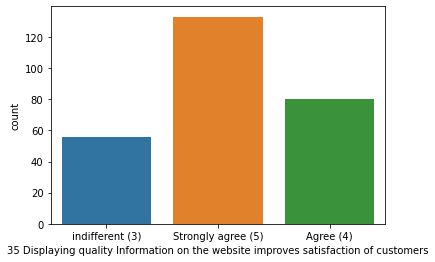 120
100
80
60
40
20
0
count
indifferent (3) Strongly agree (5) Agree (4)
35 Displaying quality Information on the website improves satisfaction of customers